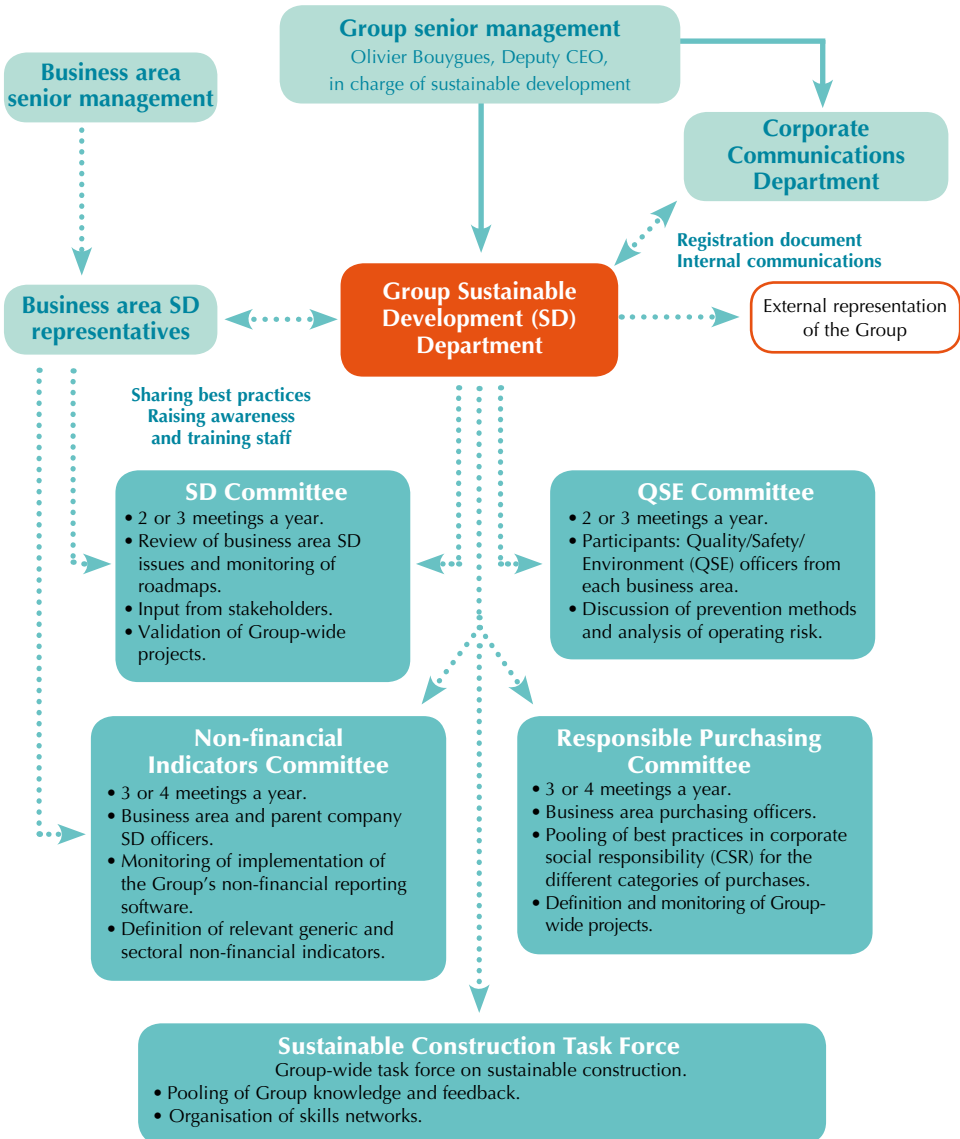 Group senior management
Olivier Bouygues, Deputy CEO,
in charge of sustainable development
Business area
senior management
Corporate
Communications
Department
Registration document
Internal communications
Business area SD
representatives
Group Sustainable
Development (SD)
Department
External representation
of the Group
Sharing best practices
Raising awareness
and training staff
SD Committee
• 2 or 3 meetings a year.
• Review of business area SD
issues and monitoring of
roadmaps.
• Input from stakeholders.
• Validation of Group-wide
projects.
QSE Committee
• 2 or 3 meetings a year.
• Participants: Quality/Safety/
Environment (QSE) officers from
each business area.
• Discussion of prevention methods
and analysis of operating risk.
Non-financial
Indicators Committee
• 3 or 4 meetings a year.
• Business area and parent company
SD officers.
• Monitoring of implementation of
the Group's non-financial reporting
software.
• Definition of relevant generic and
sectoral non-financial indicators.
Responsible Purchasing
Committee
• 3 or 4 meetings a year.
• Business area purchasing officers.
• Pooling of best practices in corporate
social responsibility (CSR) for the
different categories of purchases.
• Definition and monitoring of Group-
wide projects.
Sustainable Construction Task Force
Group-wide task force on sustainable construction.
• Pooling of Group knowledge and feedback.
• Organisation of skills networks.